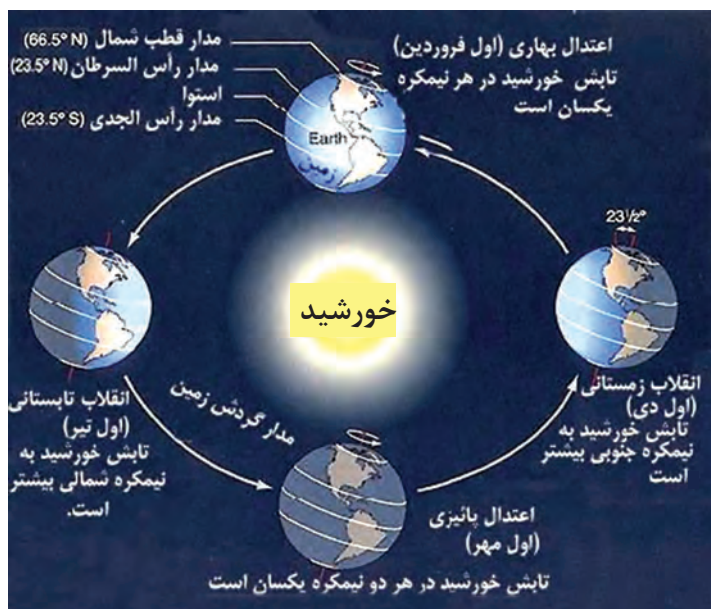 مدار قطب شمال (66.5° N)
مدار رأس السرطان (23.5° N)
استوا
مدار رأس الجدی (23.5° S)
اعتدال بهاری (اول فروردین)
تابش خورشید در هر نیمکره
یکسان است
Earth
زمین
23½°
خورشید
انقلاب تابستانی
(اول تیر)
تابش خورشید به
نیمکره شمالی بیشتر
است.
مدار گردش زمین
انقلاب زمستانی
(اول دی)
تابش خورشید به
نیمکره جنوبی بیشتر
است
اعتدال پائیزی
(اول مهر)
تابش خورشید در هر دو نیمکره یکسان است